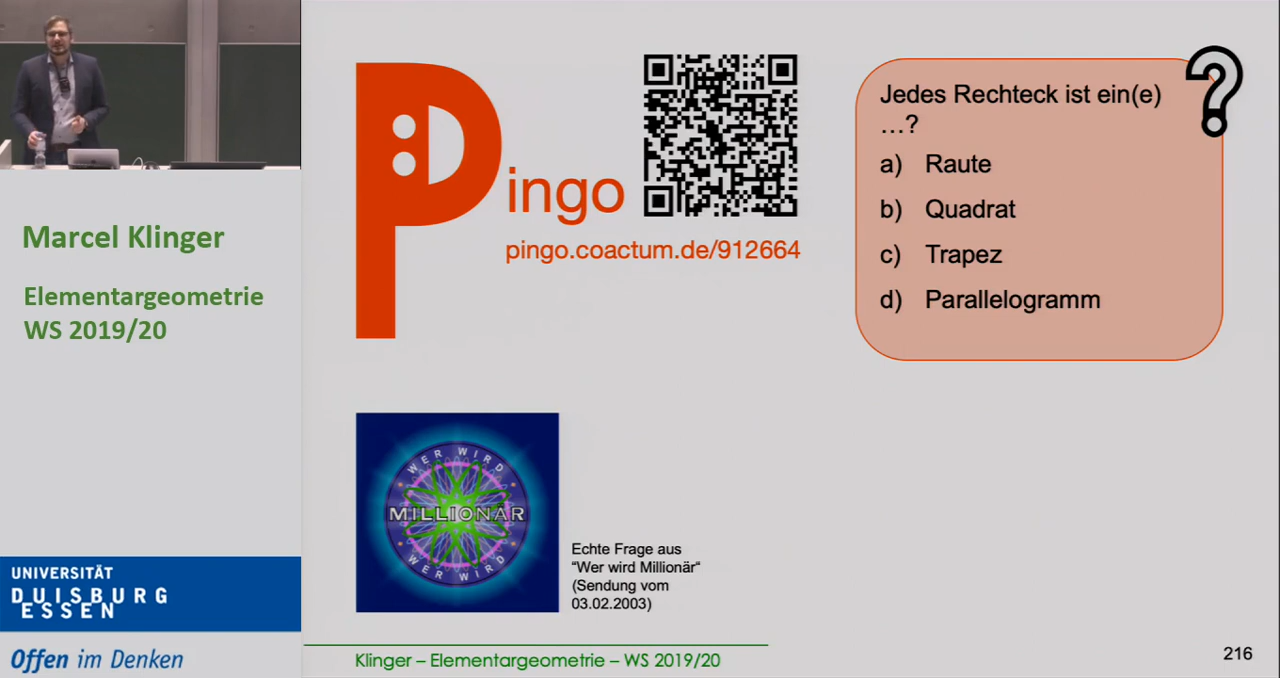 Marcel Klinger
Elementargeometrie
WS 2019/20
UNIVERSITÄT
DUISBURG
ESSEN
Offen im Denken
Pingo
pingo.coactum.de/912664
Jedes Rechteck ist ein(e)
…?
a) Raute
b) Quadrat
c) Trapez
d) Parallelogramm
?
WER WIRD
MILLIONÄR
WER WIRD
Echte Frage aus
“Wer wird Millionär“
(Sendung vom
03.02.2003)
Klinger – Elementargeometrie – WS 2019/20
216